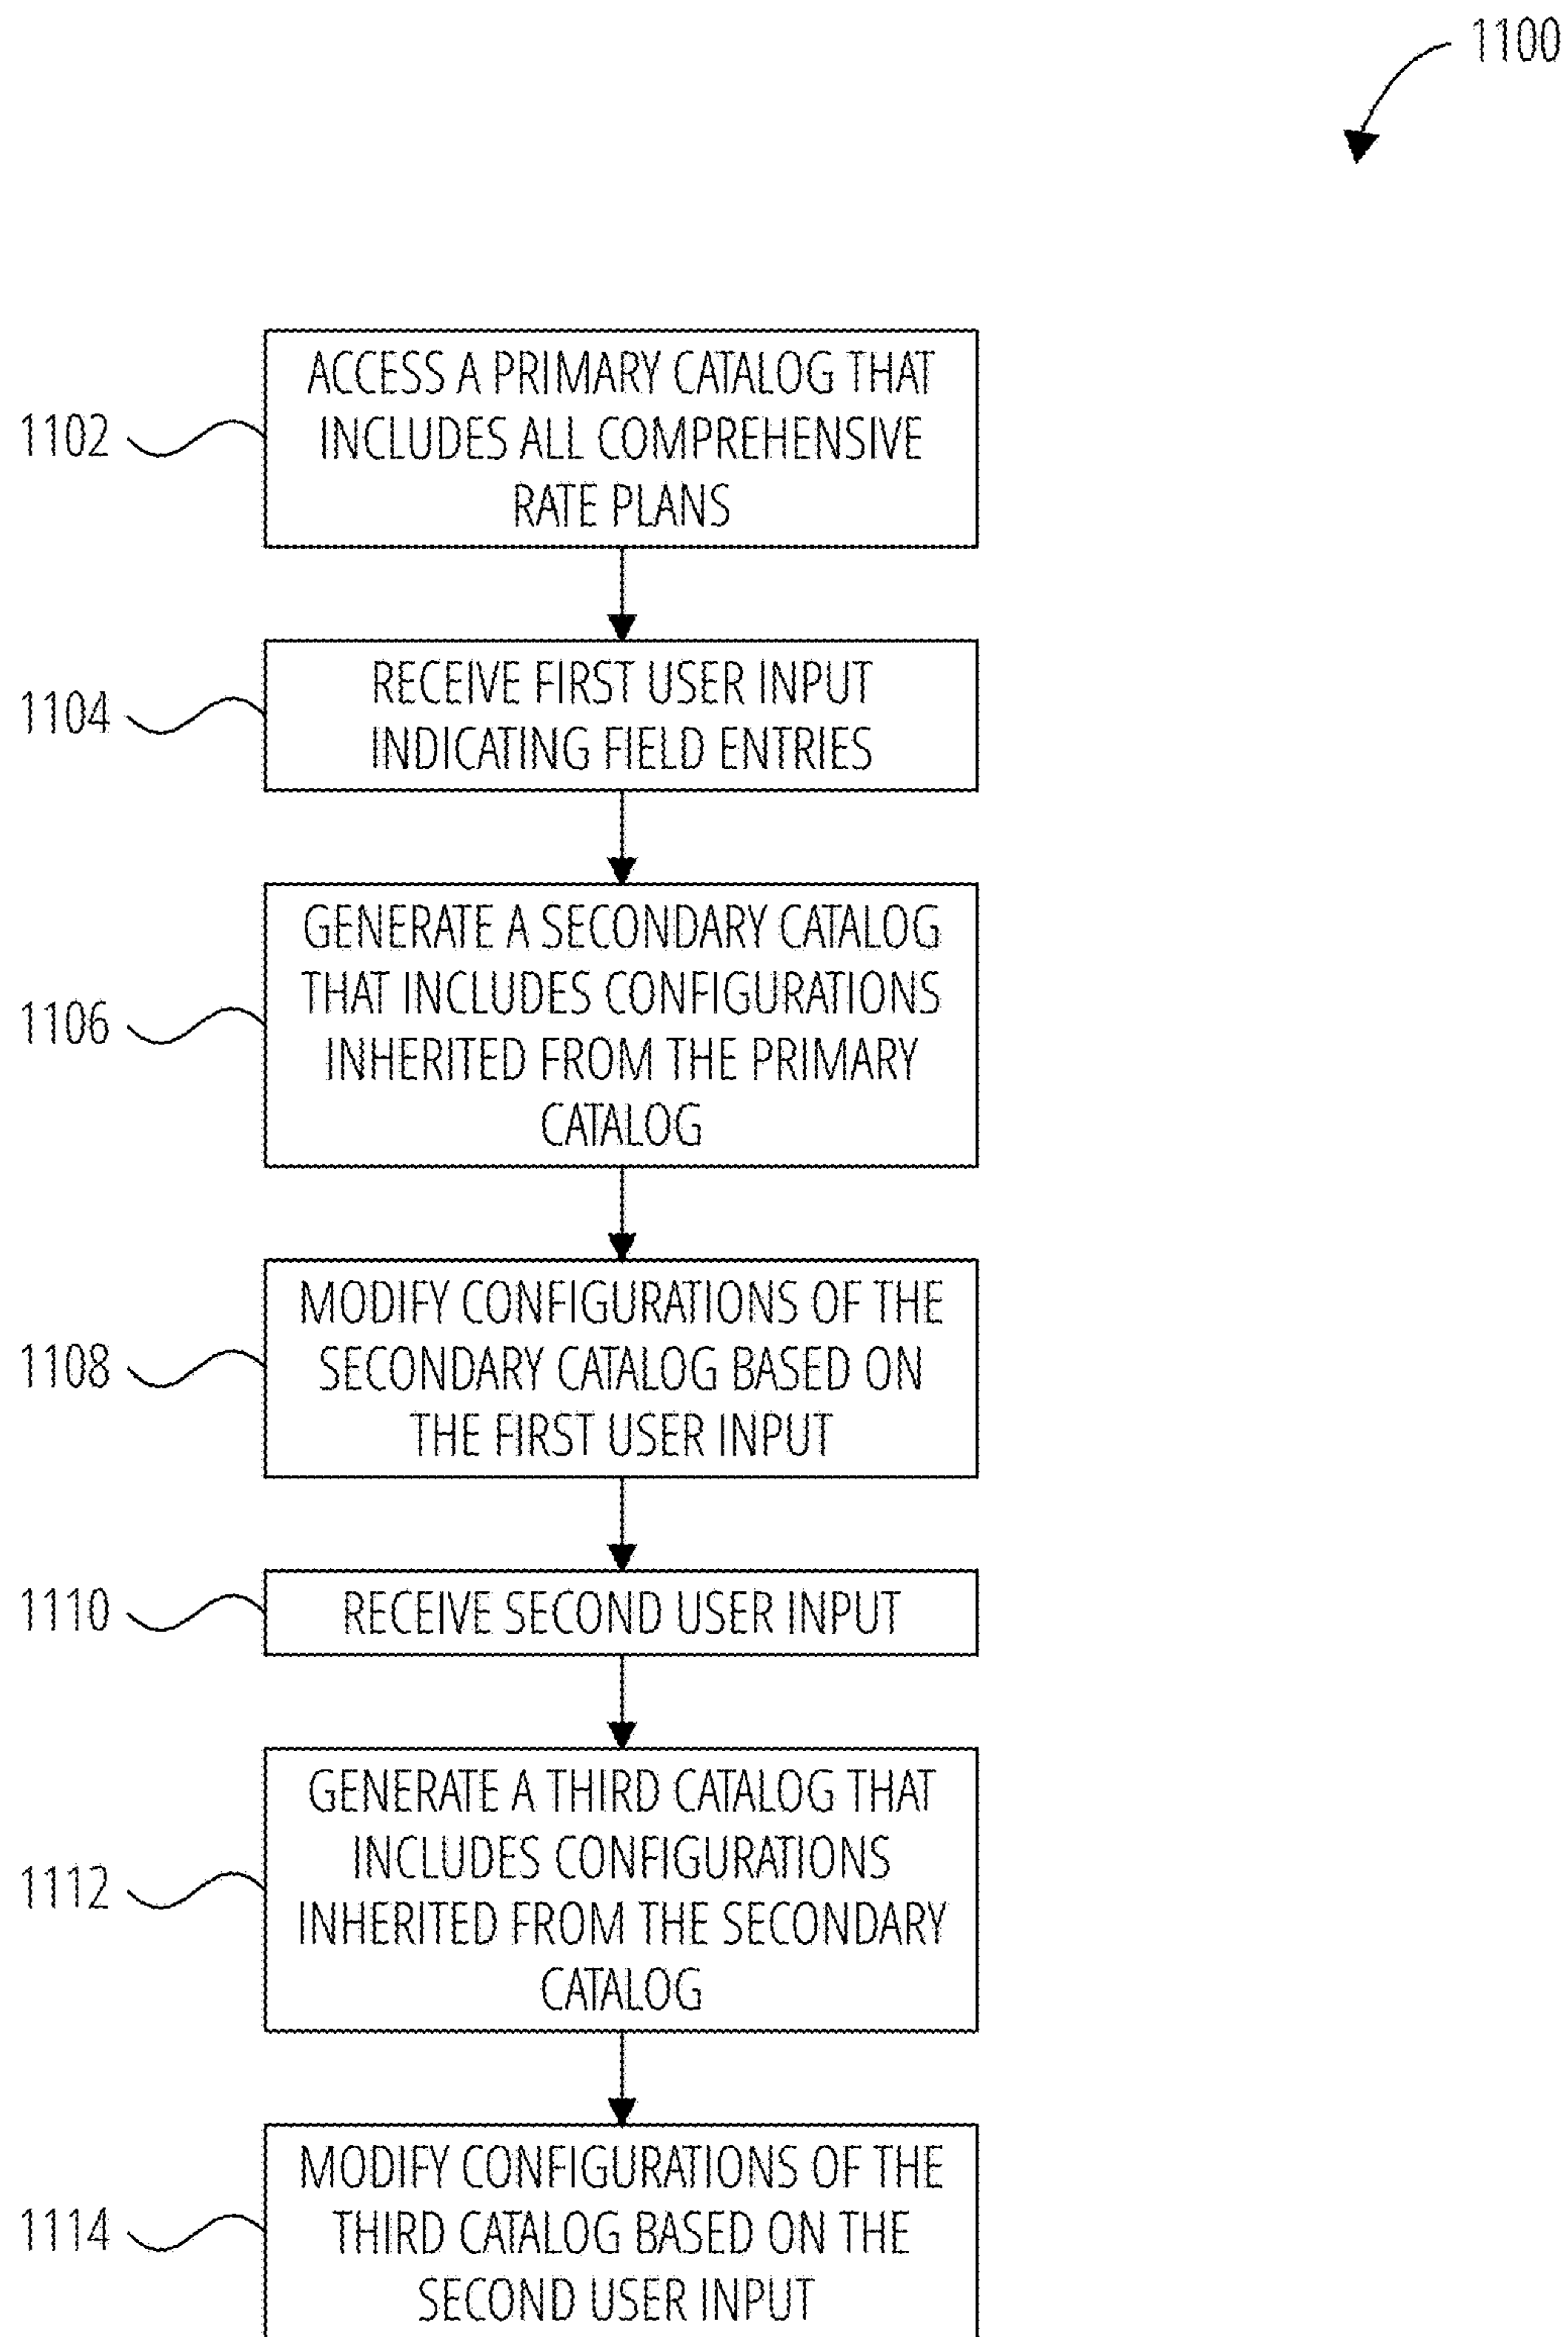 1100
1102
ACCESS A PRIMARY CATALOG THAT
INCLUDES ALL COMPREHENSIVE
RATE PLANS
1104
RECEIVE FIRST USER INPUT
INDICATING FIELD ENTRIES
1106
GENERATE A SECONDARY CATALOG
THAT INCLUDES CONFIGURATIONS
INHERITED FROM THE PRIMARY
CATALOG
1108
MODIFY CONFIGURATIONS OF THE
SECONDARY CATALOG BASED ON
THE FIRST USER INPUT
1110
RECEIVE SECOND USER INPUT
1112
GENERATE A THIRD CATALOG THAT
INCLUDES CONFIGURATIONS
INHERITED FROM THE SECONDARY
CATALOG
1114
MODIFY CONFIGURATIONS OF THE
THIRD CATALOG BASED ON THE
SECOND USER INPUT